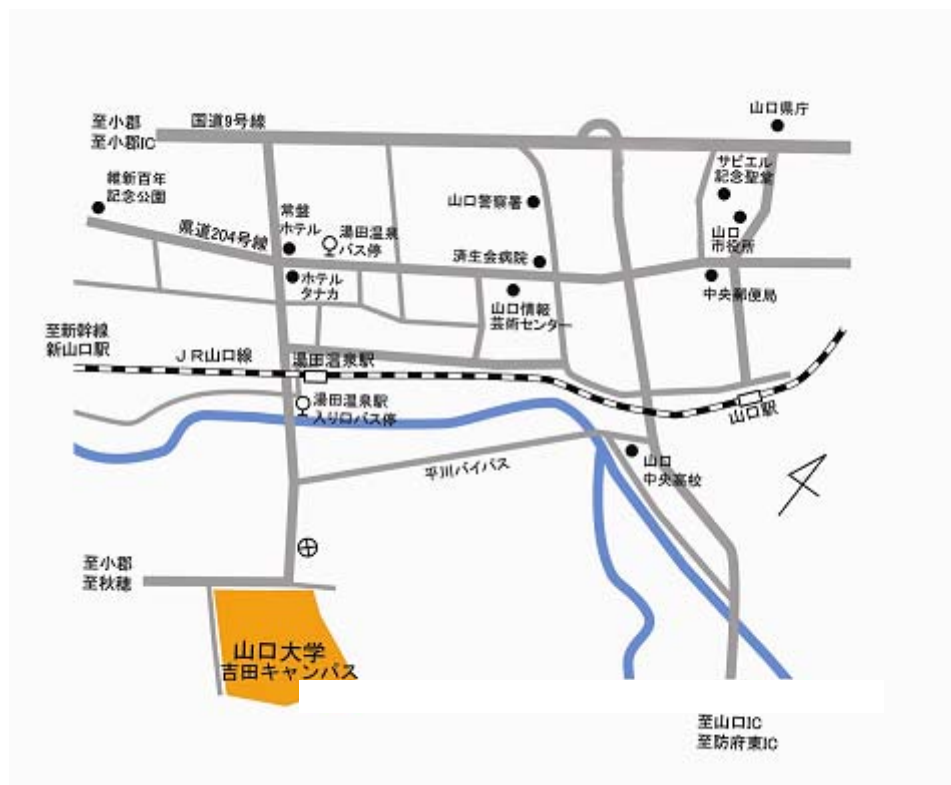 山口県庁
国道9号線
至小郡
至小郡IC
サビエル
記念聖堂
維新百年
記念公園
山口警察署
常盤
ホテル
湯田温泉
バス停
県道204号線
山口
市役所
済生会病院
ホテル
タナカ
中央郵便局
山口情報
芸術センター
至新幹線
新山口駅
JR山口線
湯田温泉駅
湯田温泉駅
入り口バス停
山口駅
平川バイパス
山口
中央高校
至小郡
至秋穂
山口大学
吉田キャンパス
至山口IC
至防府東IC